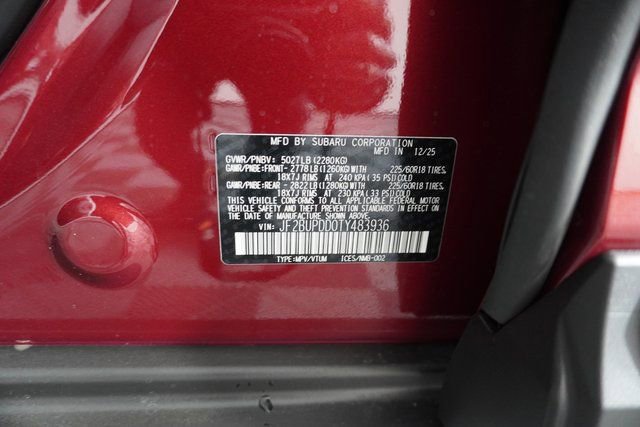 MFD BY SUBARU CORPORATION
MFD IN 12/25
GVWR/PNBV: 5027LB(2280KG)
GAWR/PNBE:FRONT- 2778LB(1260KG)WITH 225/60R18 TIRES,
18X7J RIMS AT 240 KPA(35 PSI)COLD
GAWR/PNBE:REAR - 2822LB(1280KG)WITH 225/60R18 TIRES,
18X7J RIMS AT 230 KPA(33 PSI)COLD
THIS VEHICLE CONFORMS TO ALL APPLICABLE FEDERAL MOTOR
VEHICLE SAFETY AND THEFT PREVENTION STANDARDS IN EFFECT
ON THE DATE OF MANUFACTURE SHOWN ABOVE.
VIN: JF2BUPDD0TY483936
TYPE:MPV/VTUM ICES/NMB-002